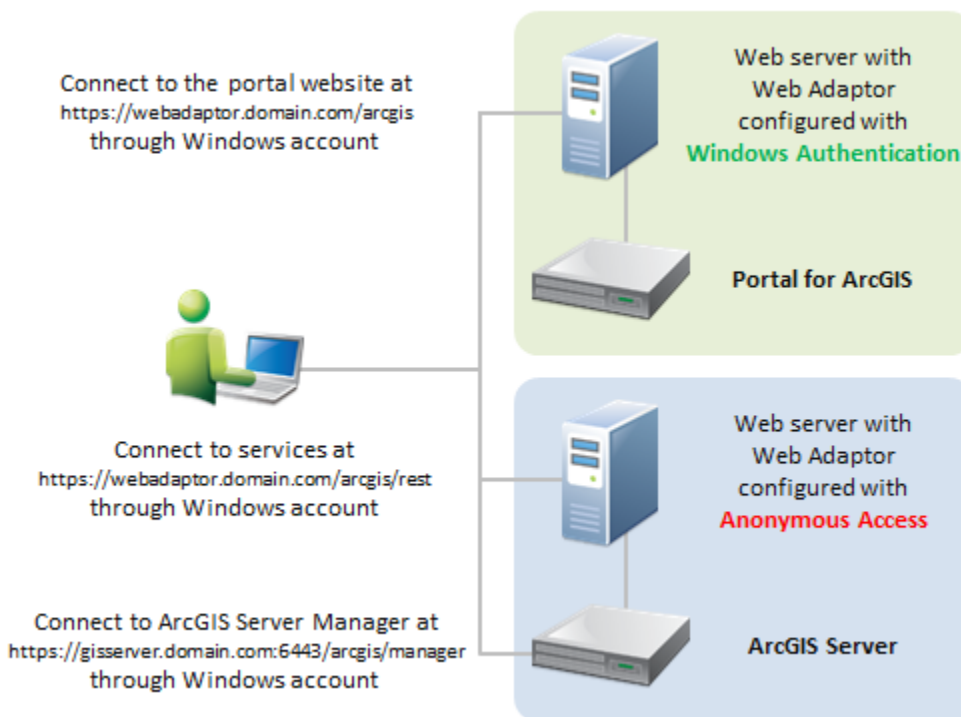 Connect to the portal website at
https://webadaptor.domain.com/arcgis
through Windows account
Web server with
Web Adaptor
configured with
Windows Authentication
Portal for ArcGIS
Connect to services at
https://webadaptor.domain.com/arcgis/rest
through Windows account
Web server with
Web Adaptor
configured with
Anonymous Access
Connect to ArcGIS Server Manager at
https://gisserver.domain.com:6443/arcgis/manager
through Windows account
ArcGIS Server